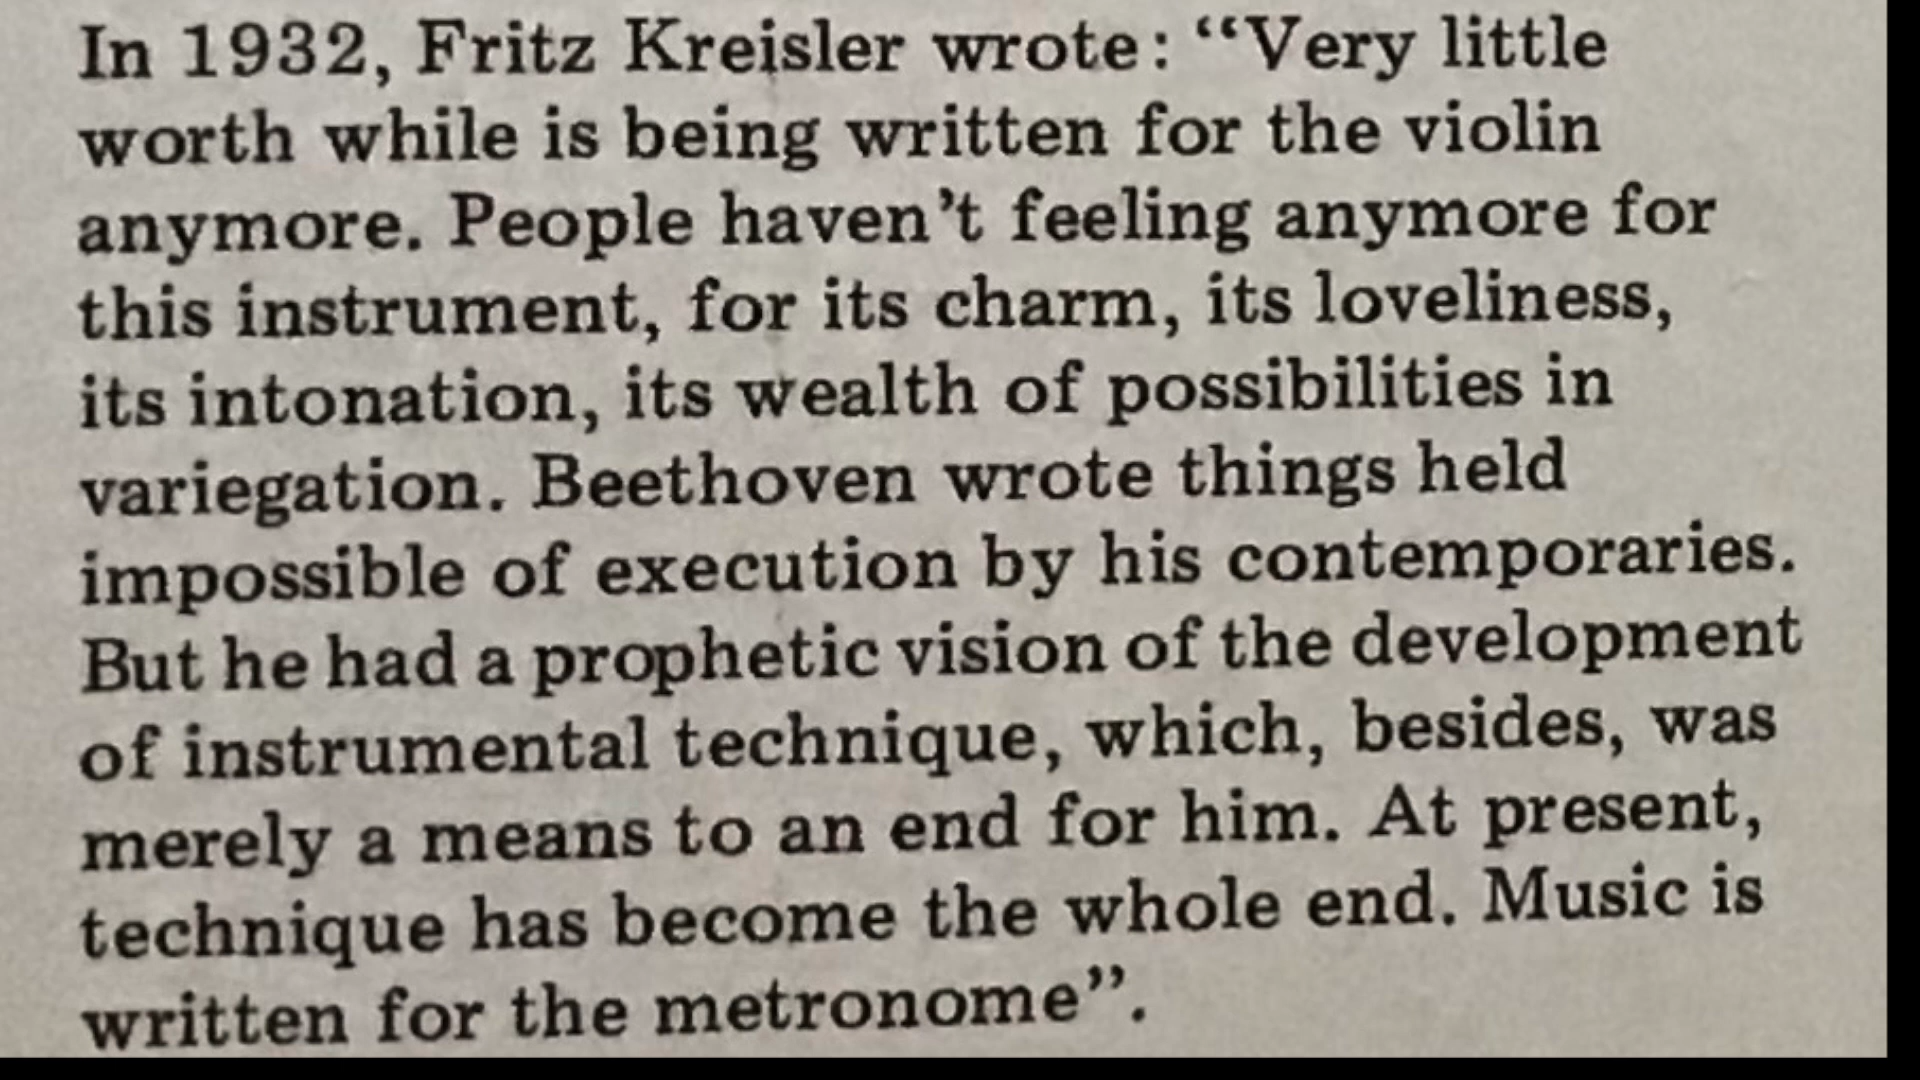 In 1932, Fritz Kreisler wrote: “Very little
worth while is being written for the violin
anymore. People haven’t feeling anymore for
this instrument, for its charm, its loveliness,
its intonation, its wealth of possibilities in
variegation. Beethoven wrote things held
impossible of execution by his contemporaries.
But he had a prophetic vision of the development
of instrumental technique, which, besides, was
merely a means to an end for him. At present,
technique has become the whole end. Music is
written for the metronome”.